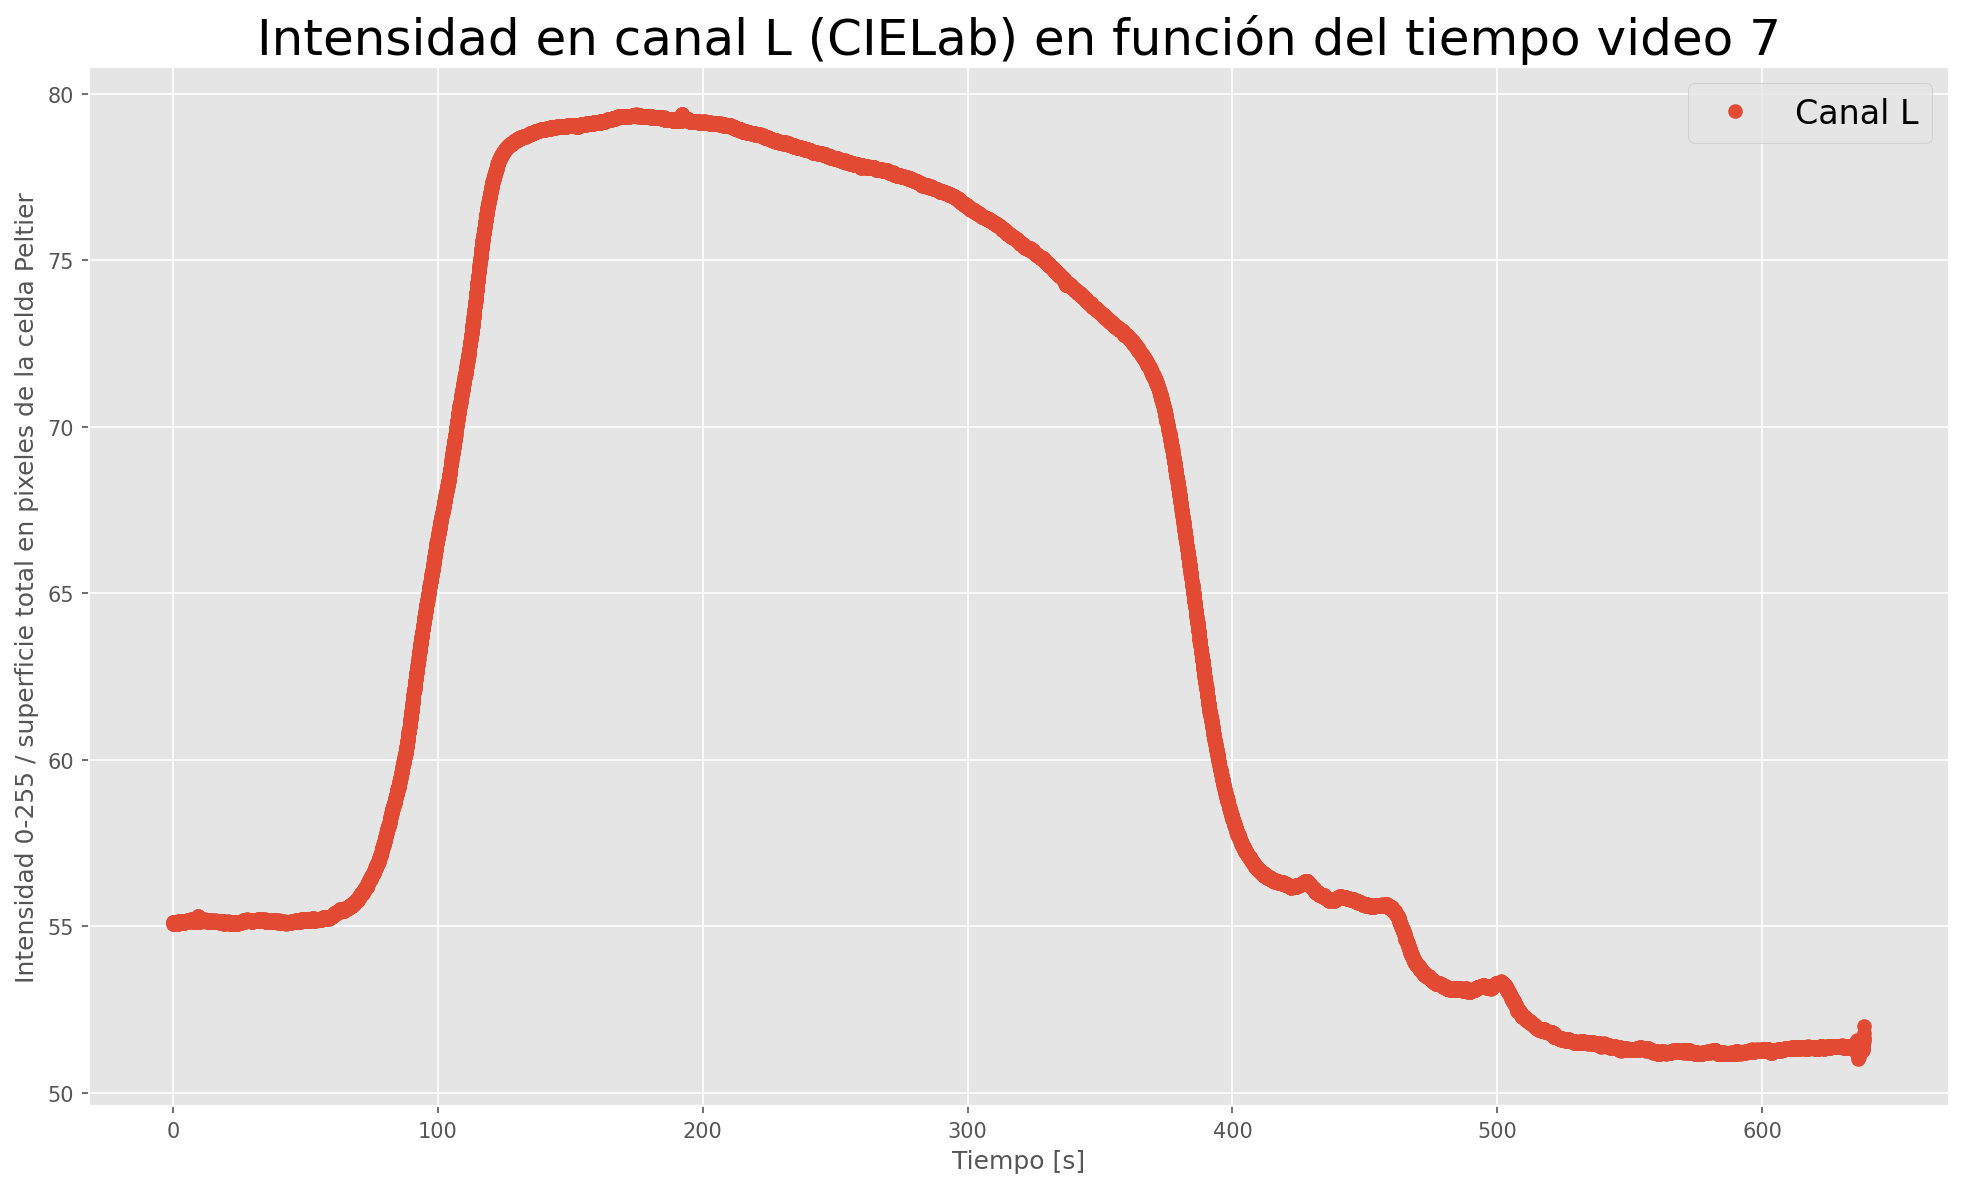 Intensidad en canal L (CIELab) en función del tiempo video 7
Canal L
Intensidad 0-255 / superficie total en pixeles de la celda Peltier
80
75
70
65
60
55
50
0 100 200 300 400 500 600
Tiempo [s]